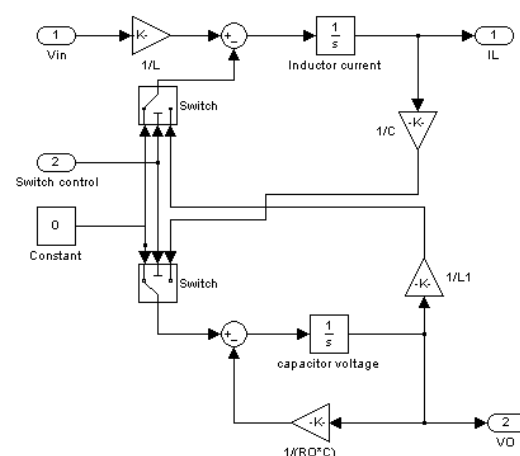 1
Vin
-K-
1/L
+
-
1
s
Inductor current
1
IL
Switch
-K-
1/C
2
Switch control
0
Constant
Switch
-K-
1/L1
+
-
1
s
capacitor voltage
-K-
1/(RO*C)
2
VO